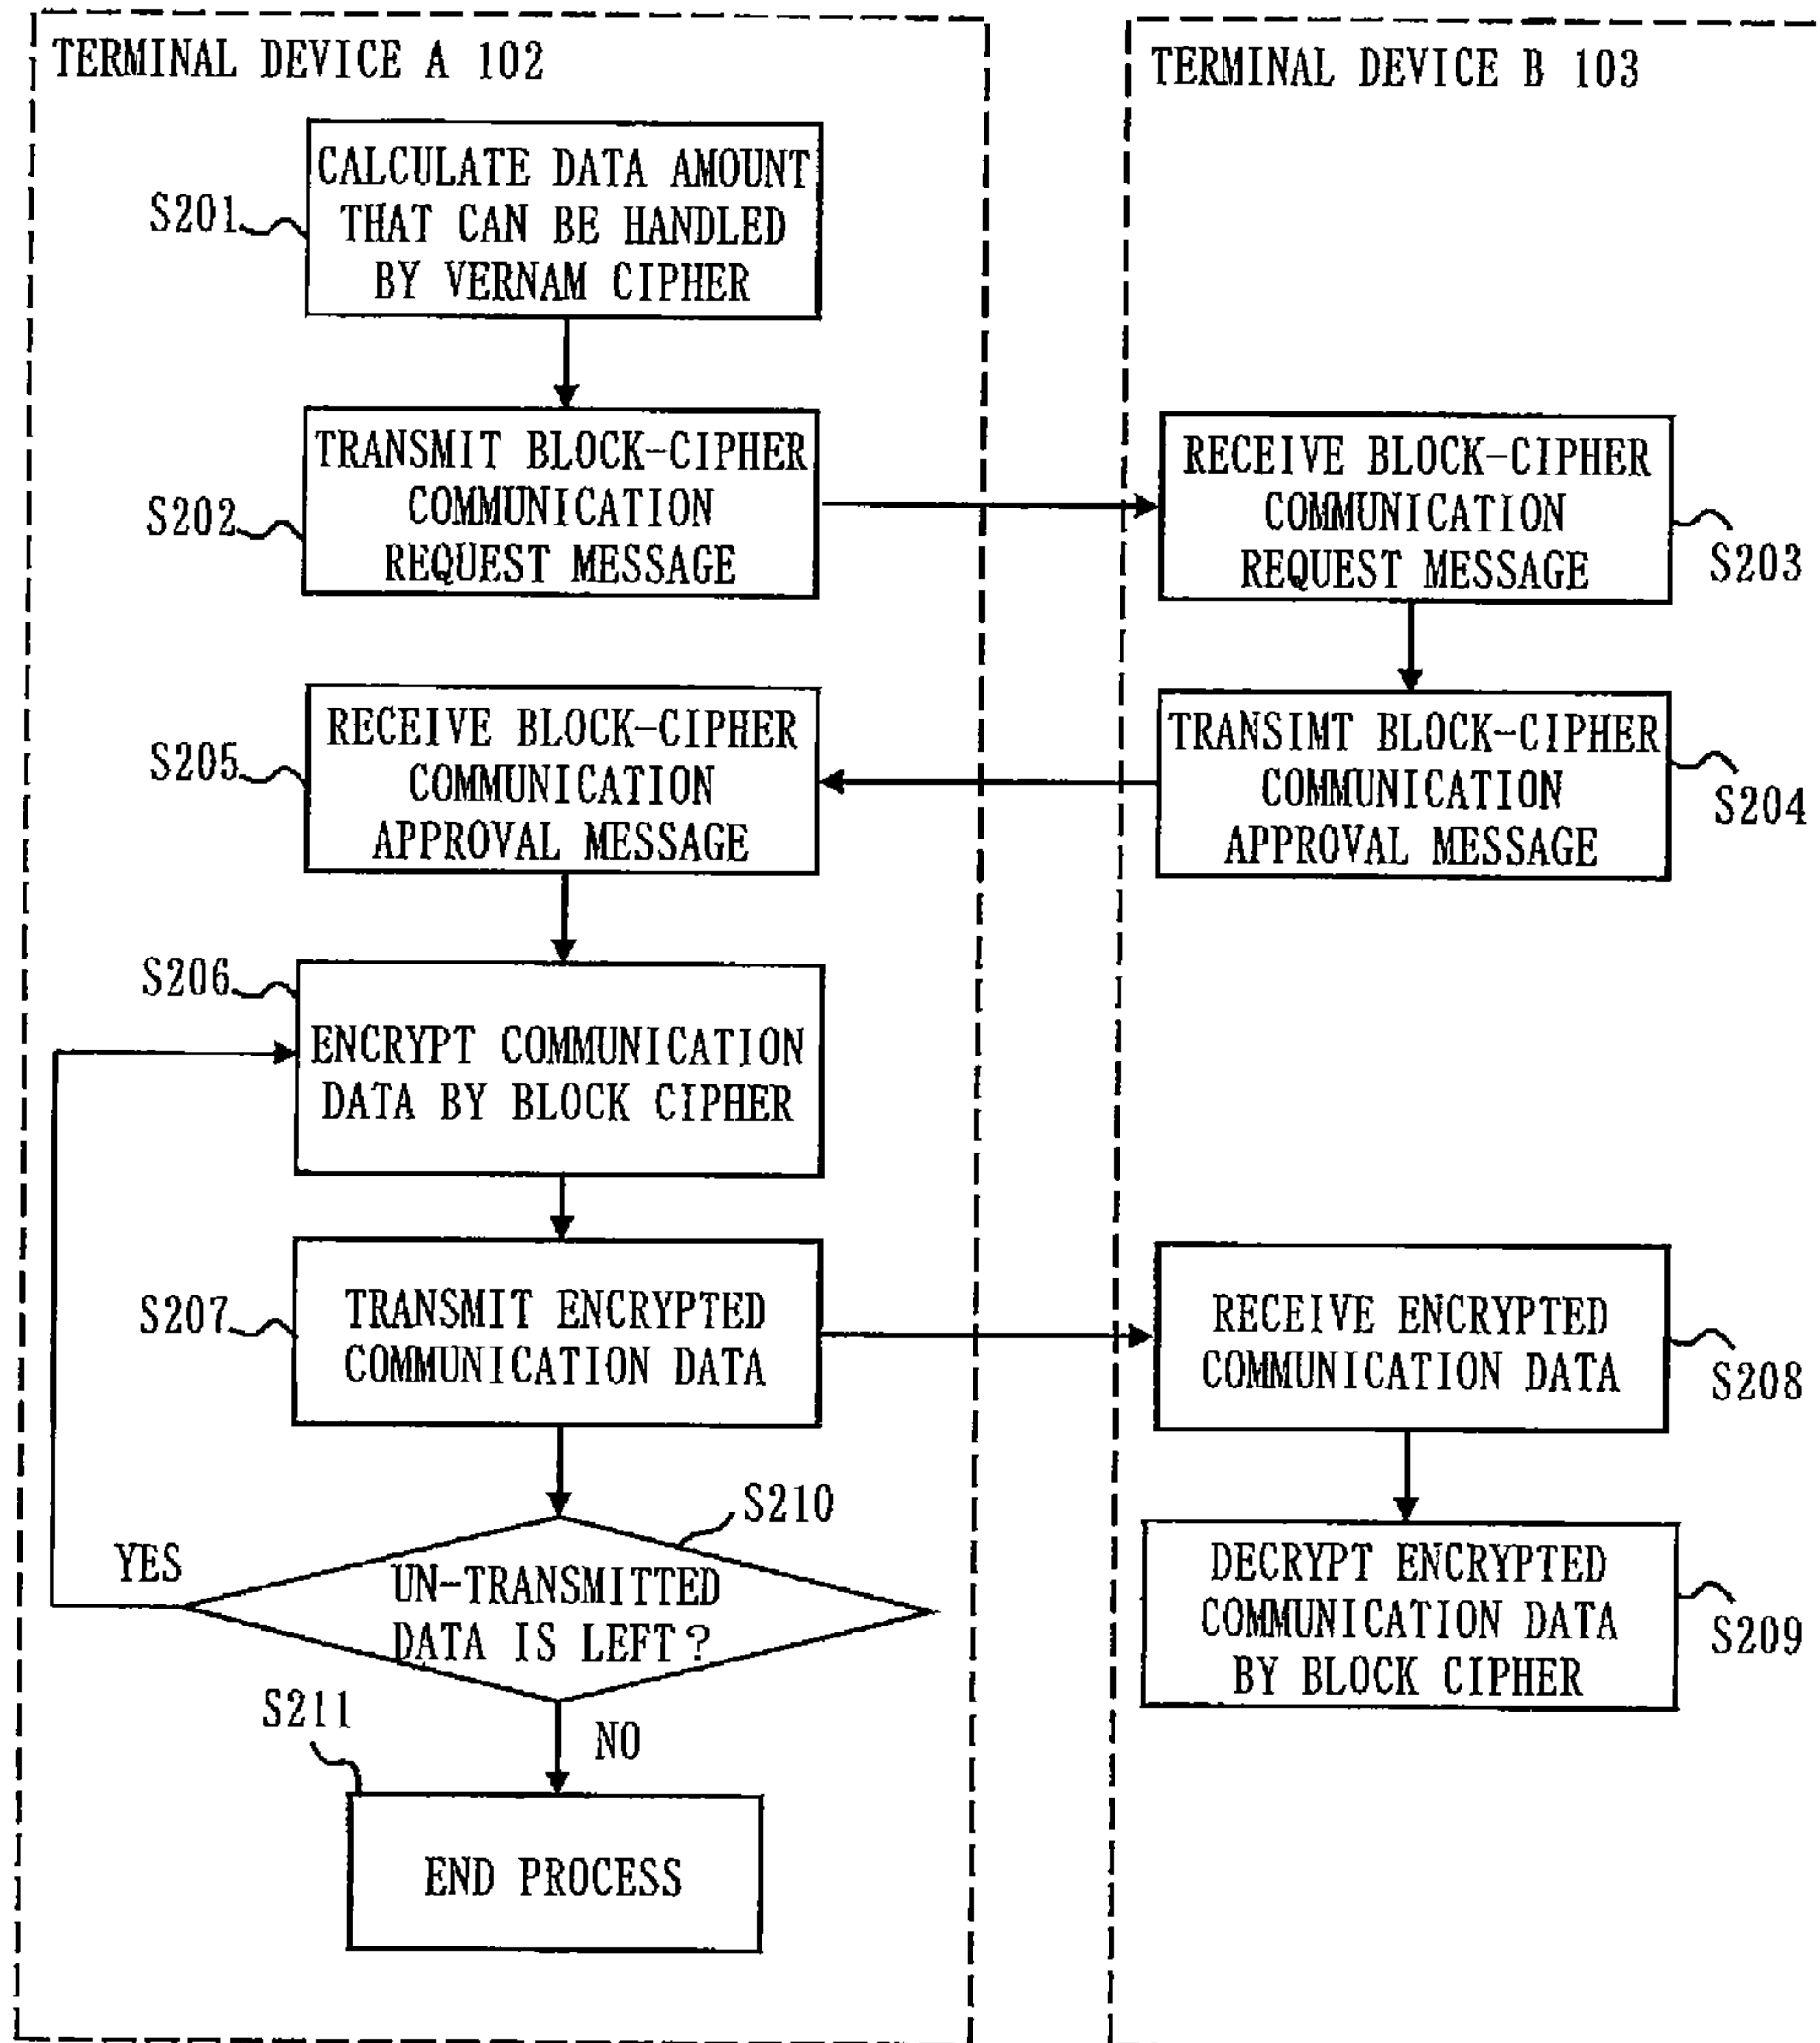 TERMINAL DEVICE A 102
CALCULATE DATA AMOUNT
THAT CAN BE HANDLED
BY VERNAM CIPHER
S201
TRANSMIT BLOCK-CIPHER
COMMUNICATION
REQUEST MESSAGE
S202
RECEIVE BLOCK-CIPHER
COMMUNICATION
APPROVAL MESSAGE
S205
S206
ENCRYPT COMMUNICATION
DATA BY BLOCK CIPHER
S207
TRANSMIT ENCRYPTED
COMMUNICATION DATA
S210
YES
UN-TRANSMITTED
DATA IS LEFT?
S211
NO
END PROCESS
TERMINAL DEVICE B 103
RECEIVE BLOCK-CIPHER
COMMUNICATION
REQUEST MESSAGE
S203
TRANSIMT BLOCK-CIPHER
COMMUNICATION
APPROVAL MESSAGE
S204
RECEIVE ENCRYPTED
COMMUNICATION DATA
S208
DECRYPT ENCRYPTED
COMMUNICATION DATA
BY BLOCK CIPHER
S209